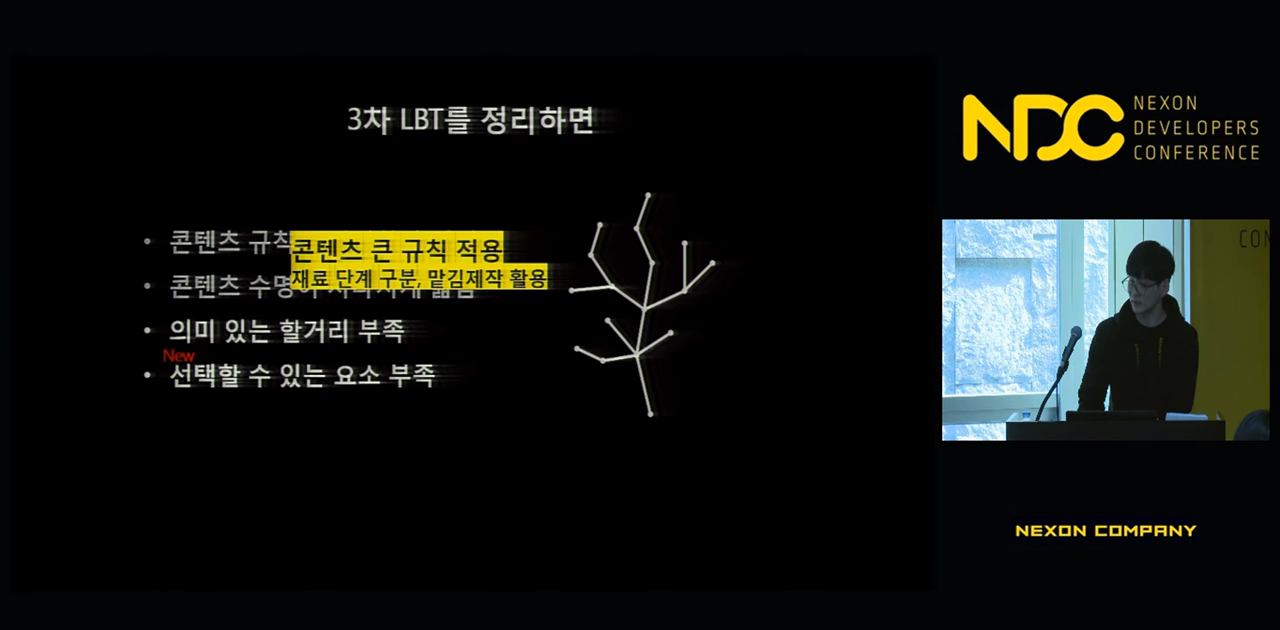 3차 LBT를 정리하면
• 콘텐츠 규칙
콘텐츠 큰 규칙 적용
재료 단계 구분, 맡김제작 활용
• 콘텐츠 수명
• 의미 있는 할거리 부족
New
• 선택할 수 있는 요소 부족
NDC
NEXON
DEVELOPERS
CONFERENCE
CON
NEXON COMPANY